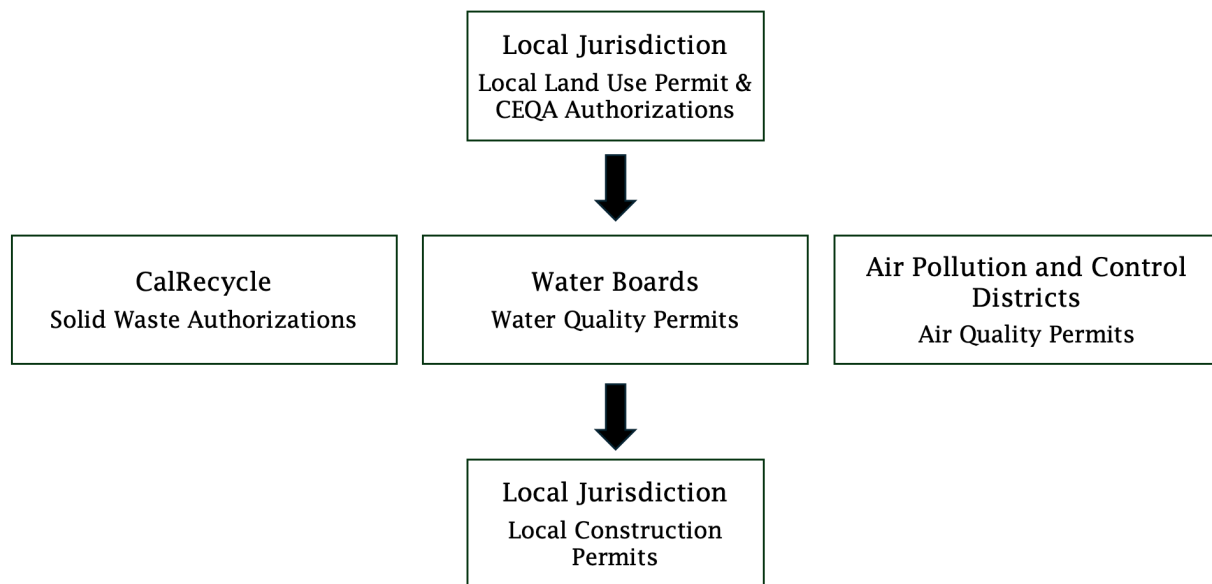 Local Jurisdiction
Local Land Use Permit &
CEQA Authorizations
CalRecycle
Solid Waste Authorizations
Water Boards
Water Quality Permits
Air Pollution and Control
Districts
Air Quality Permits
Local Jurisdiction
Local Construction
Permits